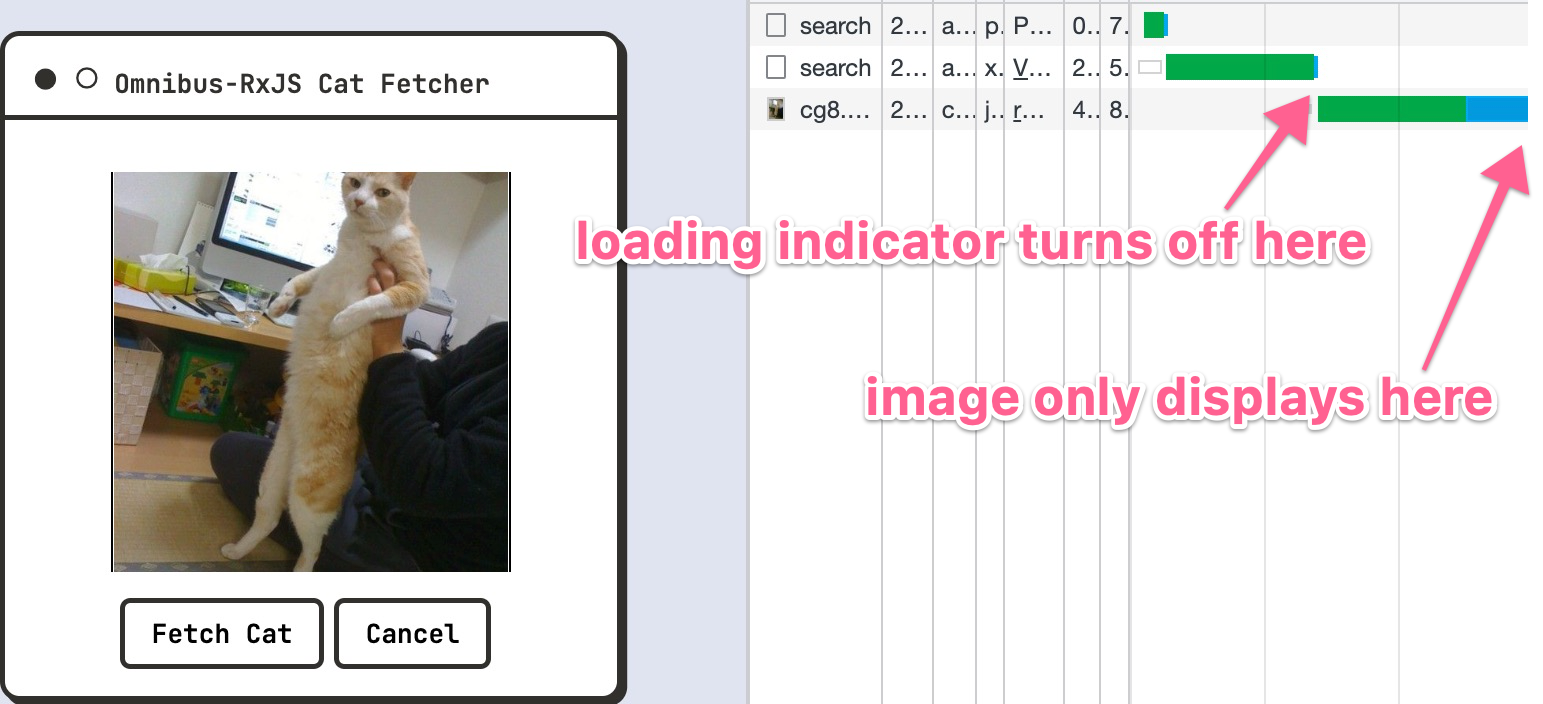 Omnibus-RxJS Cat Fetcher
Fetch Cat
Cancel
search 2... a... p. P... 0.. 7.
search 2... a... x. V... 2.. 5.
cg8.... 2... c... j.. r... 4.. 8.
loading indicator turns off here
image only displays here